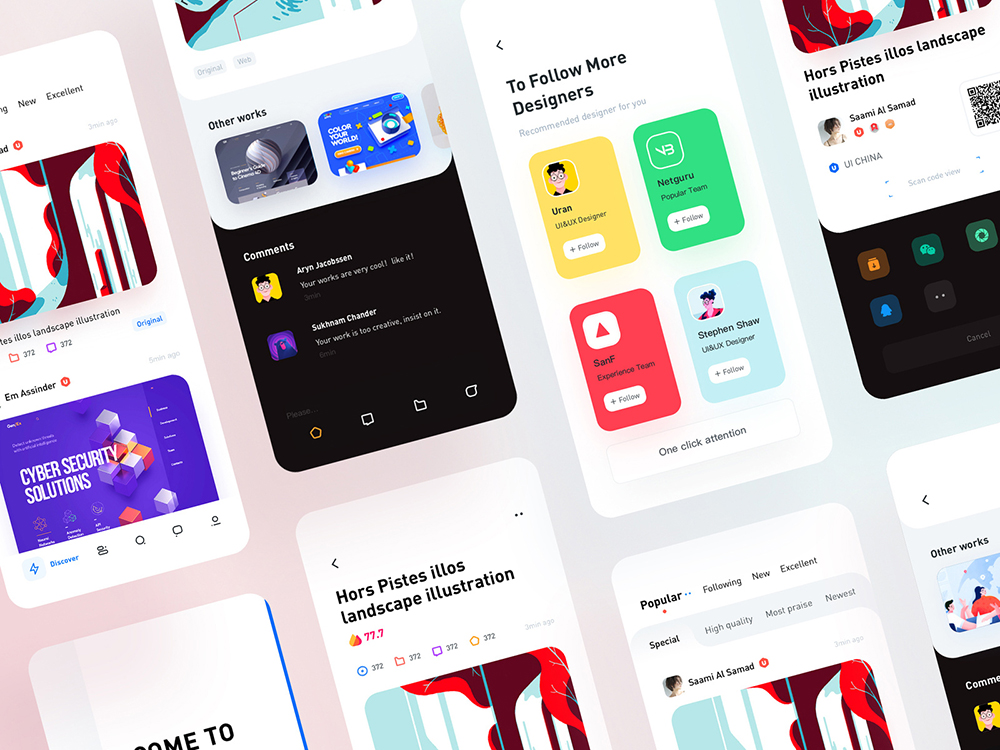 New
Excellent
3min ago
illos landscape illustration
372
372
Original
6min ago
Em Assinder
CYBER SECURITY
SOLUTIONS
Discover
OME TO
Original
Web
Other works
Beginner's Guide
to Cinema 4D
COLOR
YOUR
WORLD!
Comments
Aryn Jacobssen
Your works are very cool！like it!
3min
Sukhnam Chander
Your work is too creative, insist on it.
6min
Please...
Hors Pistes illos
landscape illustration
77.7
372
372
372
372
3min ago
To Follow More
Designers
Recommended designer for you
Uran
UI&UX Designer
+ Follow
Netguru
Popular Team
+ Follow
SanF
Experience Team
+ Follow
Stephen Shaw
UI&UX Designer
+ Follow
One click attention
Popular
Following
New
Excellent
Special
High quality
Most praise
Newest
Saami Al Samad
3min ago
Hors Pistes illos landscape
illustration
Saami Al Samad
UI CHINA
Scan code view
Cancel
Other works
Comme